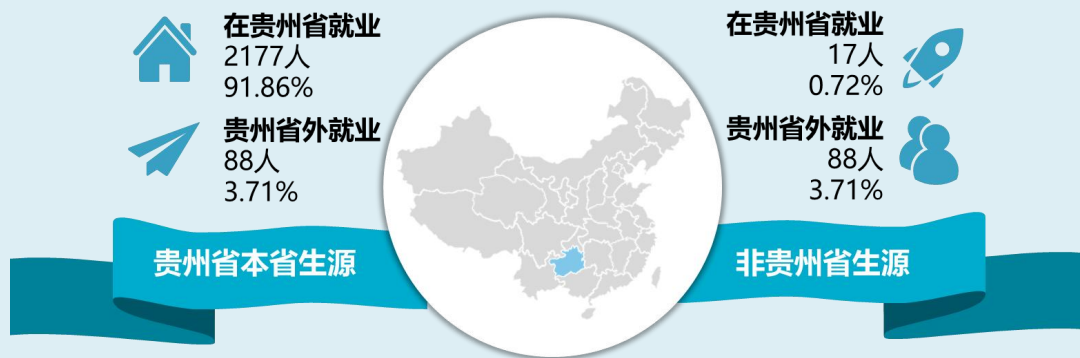 在贵州省就业
2177人
91.86%
贵州省外就业
88人
3.71%
贵州省本省生源
在贵州省就业
17人
0.72%
贵州省外就业
88人
3.71%
非贵州省生源